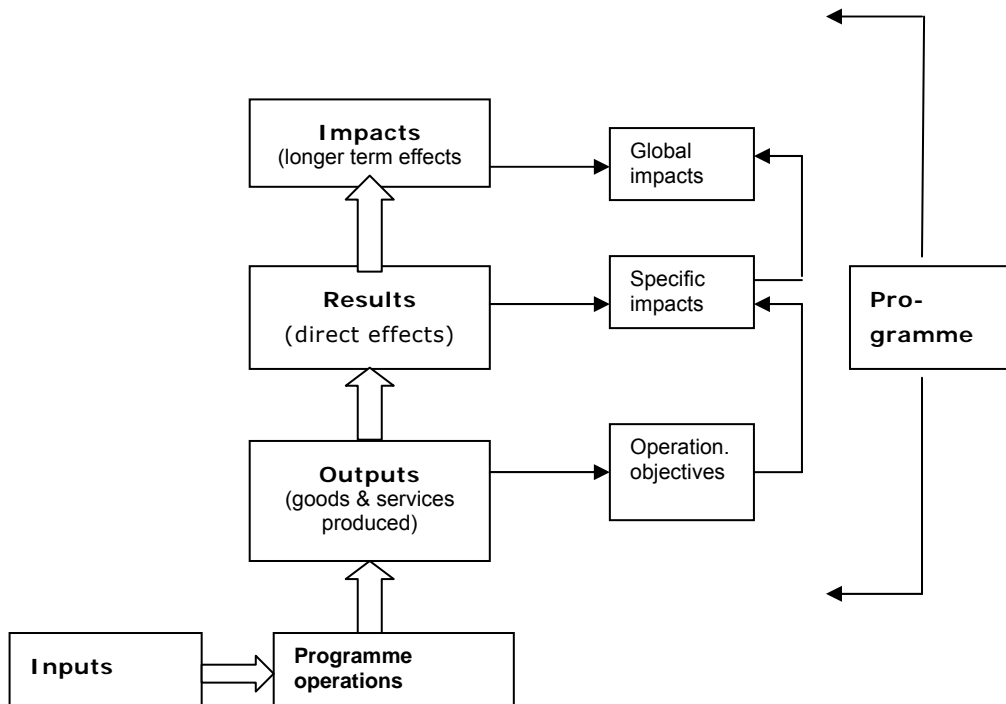 Impacts
(longer term effects
Global
impacts
Results
(direct effects)
Specific
impacts
Pro-
gramme
Outputs
(goods & services
produced)
Operation.
objectives
Inputs
Programme
operations